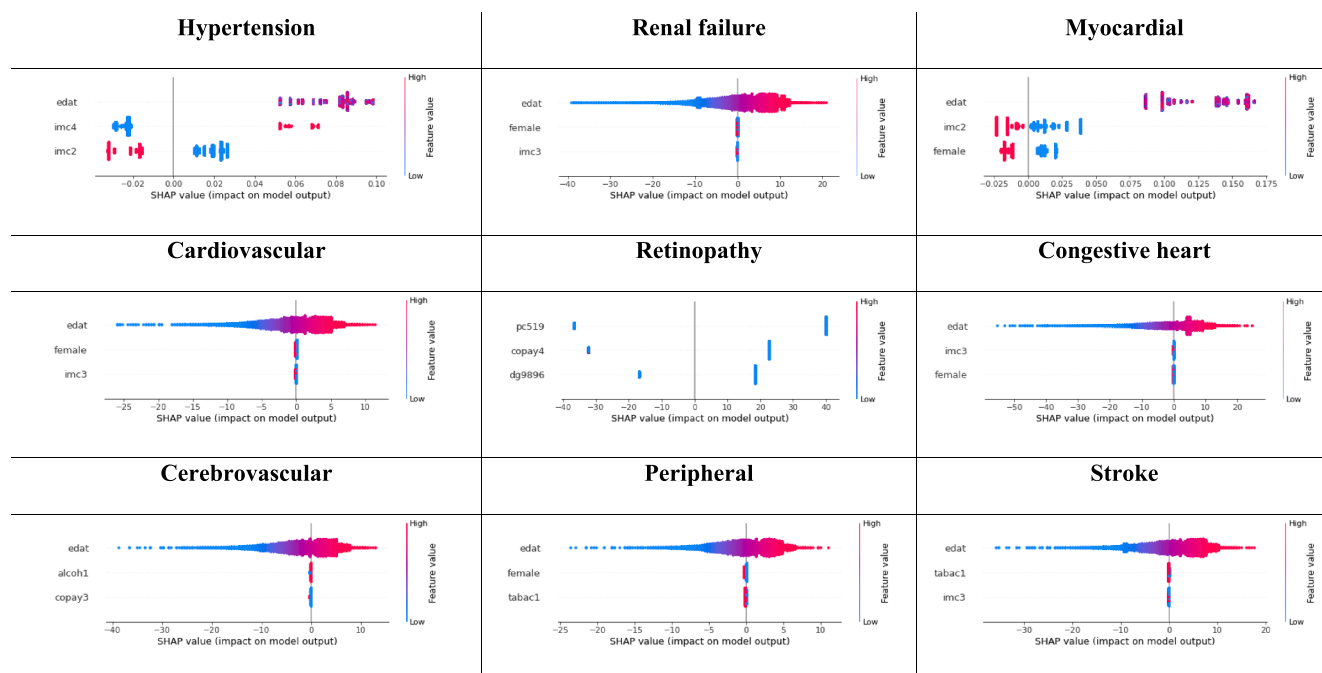 Hypertension
Renal failure
Myocardial
High
edat
imc4
imc2
Feature value
Low
−0.02 0.00 0.02 0.04 0.06 0.08 0.10
SHAP value (impact on model output)
High
edat
female
imc3
Feature value
Low
−40 −30 −20 −10 0 10 20
SHAP value (impact on model output)
High
edat
imc2
female
Feature value
Low
−0.025 0.000 0.025 0.050 0.075 0.100 0.125 0.150 0.175
SHAP value (impact on model output)
Cardiovascular
Retinopathy
Congestive heart
High
edat
female
imc3
Feature value
Low
−25 −20 −15 −10 −5 0 5 10
SHAP value (impact on model output)
High
pc519
copay4
dg9896
Feature value
Low
−40 −30 −20 −10 0 10 20 30 40
SHAP value (impact on model output)
High
edat
imc3
female
Feature value
Low
−50 −40 −30 −20 −10 0 10 20
SHAP value (impact on model output)
Cerebrovascular
Peripheral
Stroke
High
edat
alcoh1
copay3
Feature value
Low
−40 −30 −20 −10 0 10
SHAP value (impact on model output)
High
edat
female
tabac1
Feature value
Low
−25 −20 −15 −10 −5 0 5 10
SHAP value (impact on model output)
High
edat
tabac1
imc3
Feature value
Low
−30 −20 −10 0 10 20
SHAP value (impact on model output)